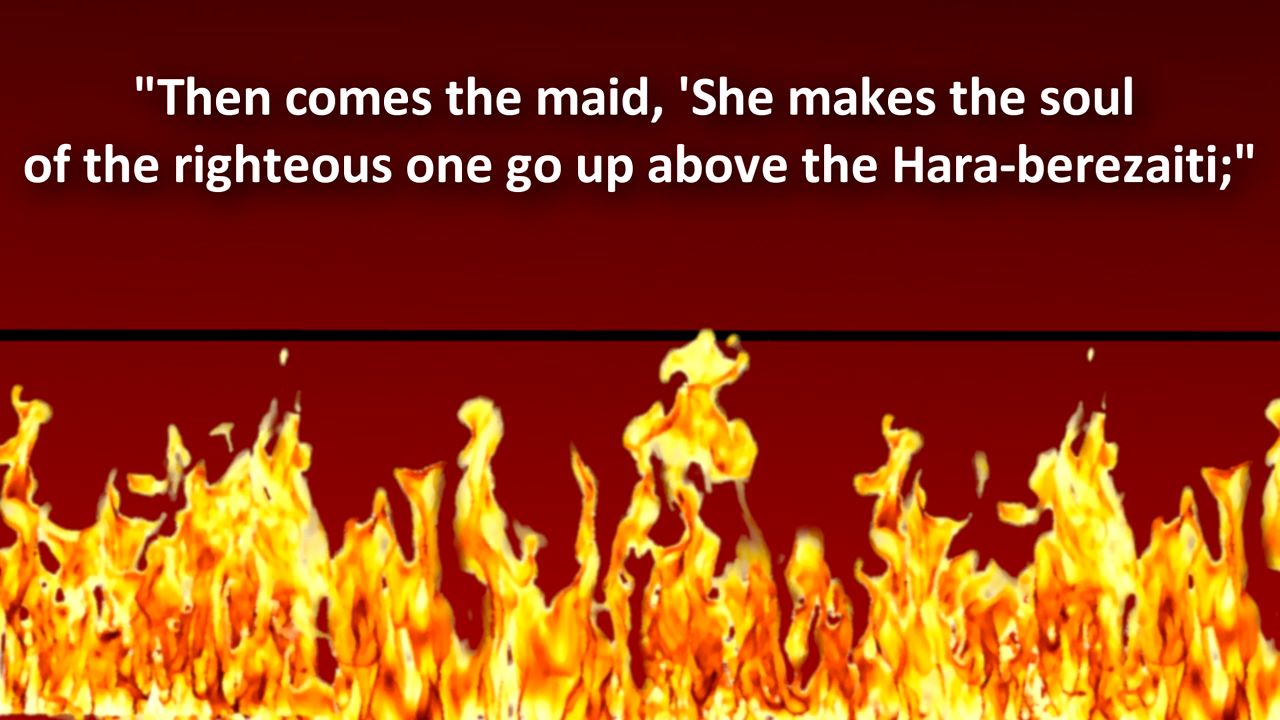 "Then comes the maid, 'She makes the soul
of the righteous one go up above the Hara-berezaiti;"